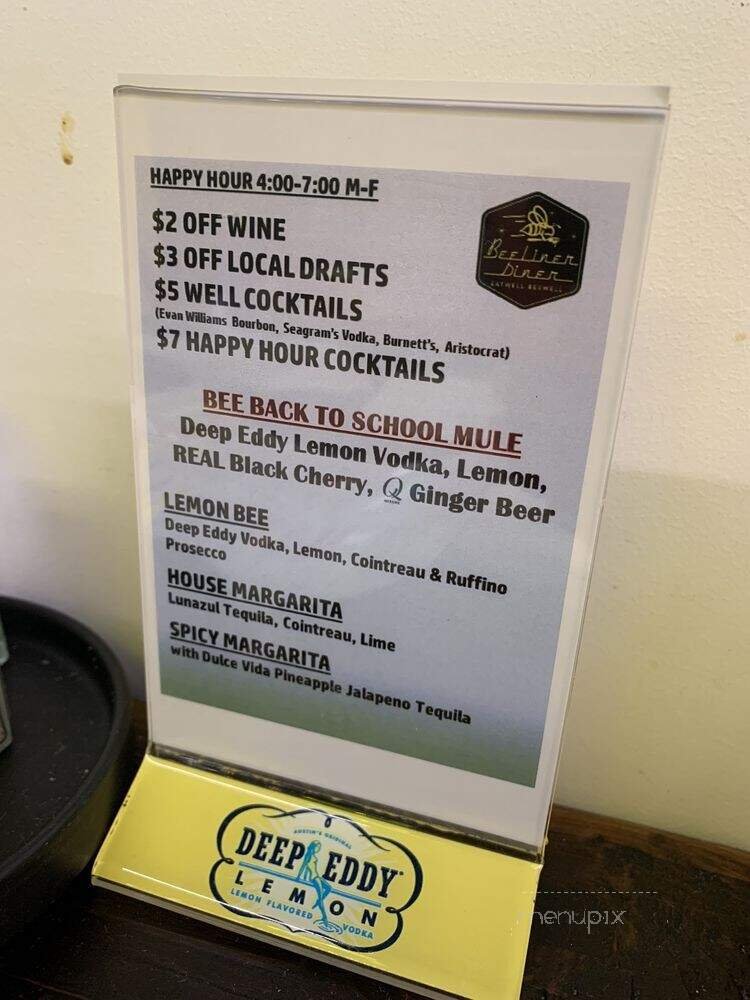 HAPPY HOUR 4:00-7:00 M-F
$2 OFF WINE
$3 OFF LOCAL DRAFTS
$5 WELL COCKTAILS
(Evan Williams Bourbon, Seagram's Vodka, Burnett's, Aristocrat)
$7 HAPPY HOUR COCKTAILS
BeeLiner
Diner
EATWELL BEEWELL
BEE BACK TO SCHOOL MULE
Deep Eddy Lemon Vodka, Lemon,
REAL Black Cherry, Q Ginger Beer
LEMON BEE
Deep Eddy Vodka, Lemon, Cointreau & Ruffino
Prosecco
HOUSE MARGARITA
Lunazul Tequila, Cointreau, Lime
SPICY MARGARITA
with Dulce Vida Pineapple Jalapeno Tequila
AUSTIN'S ORIGINAL
DEEP EDDY
LEMON
LEMON FLAVORED VODKA
menupix